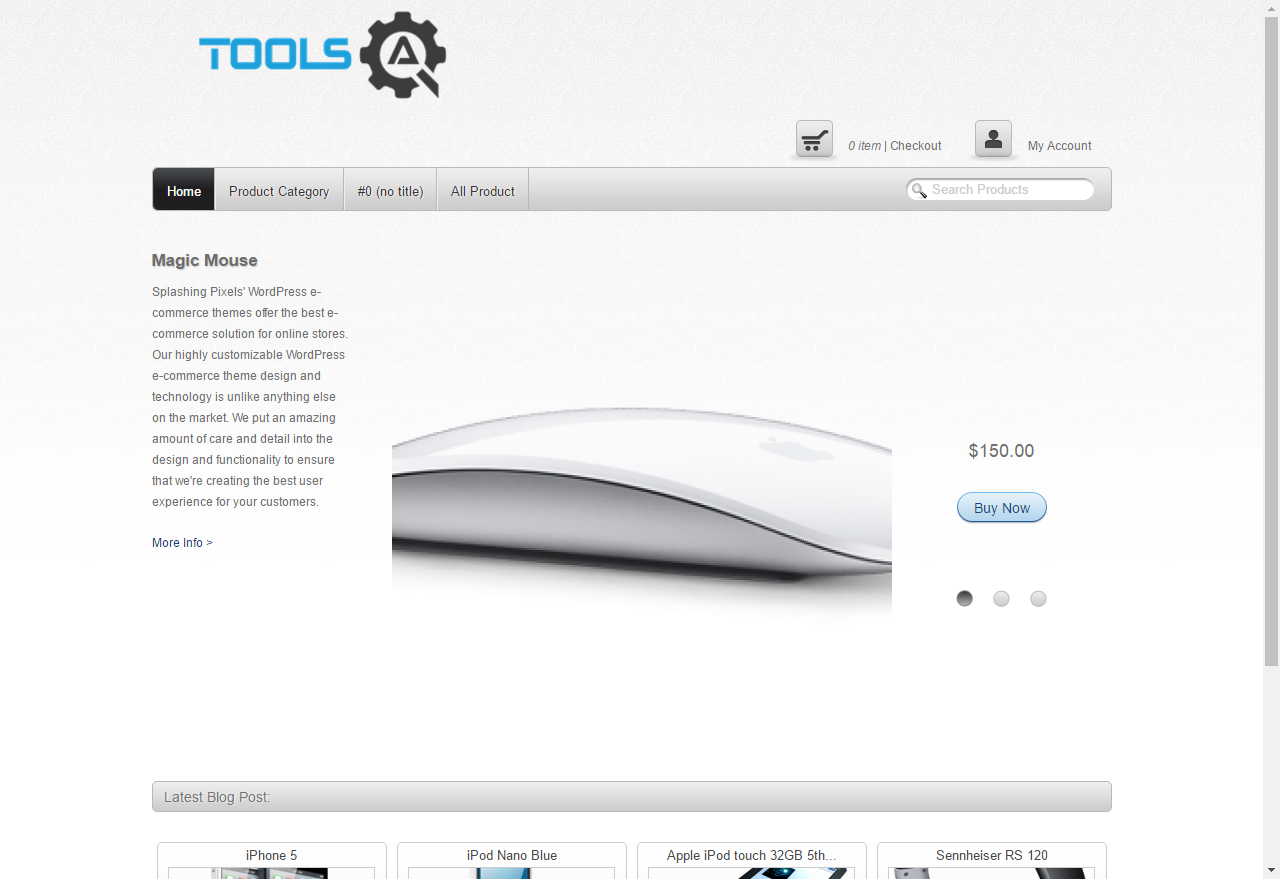 TOOLS QA
0 item | Checkout
My Account
Home
Product Category
#0 (no title)
All Product
Search Products
Magic Mouse
Splashing Pixels' WordPress e-
commerce themes offer the best e-
commerce solution for online stores.
Our highly customizable WordPress
e-commerce theme design and
technology is unlike anything else
on the market. We put an amazing
amount of care and detail into the
design and functionality to ensure
that we're creating the best user
experience for your customers.
More Info >
$150.00
Buy Now
Latest Blog Post:
iPhone 5
iPod Nano Blue
Apple iPod touch 32GB 5th...
Sennheiser RS 120